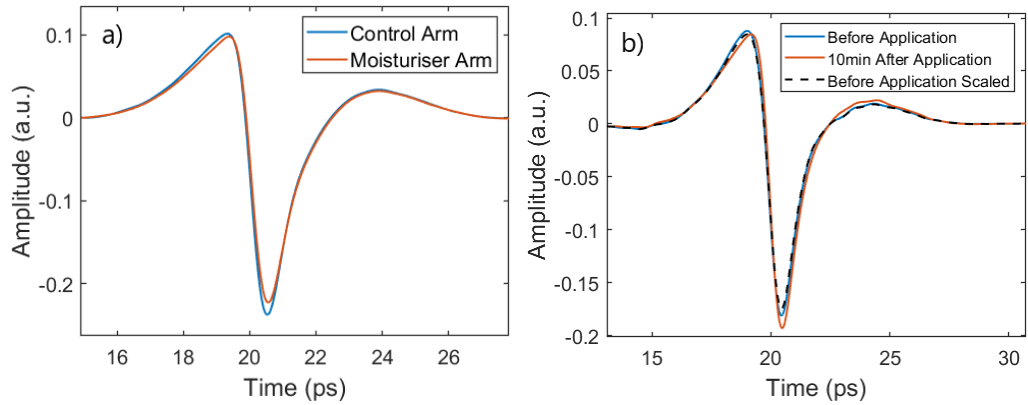 a)
Control Arm
Moisturiser Arm
0.1
0
-0.1
-0.2
Amplitude (a.u.)
16 18 20 22 24 26
Time (ps)
b)
Before Application
10min After Application
Before Application Scaled
0.1
0.05
0
-0.05
-0.1
-0.15
-0.2
Amplitude (a.u.)
15 20 25 30
Time (ps)